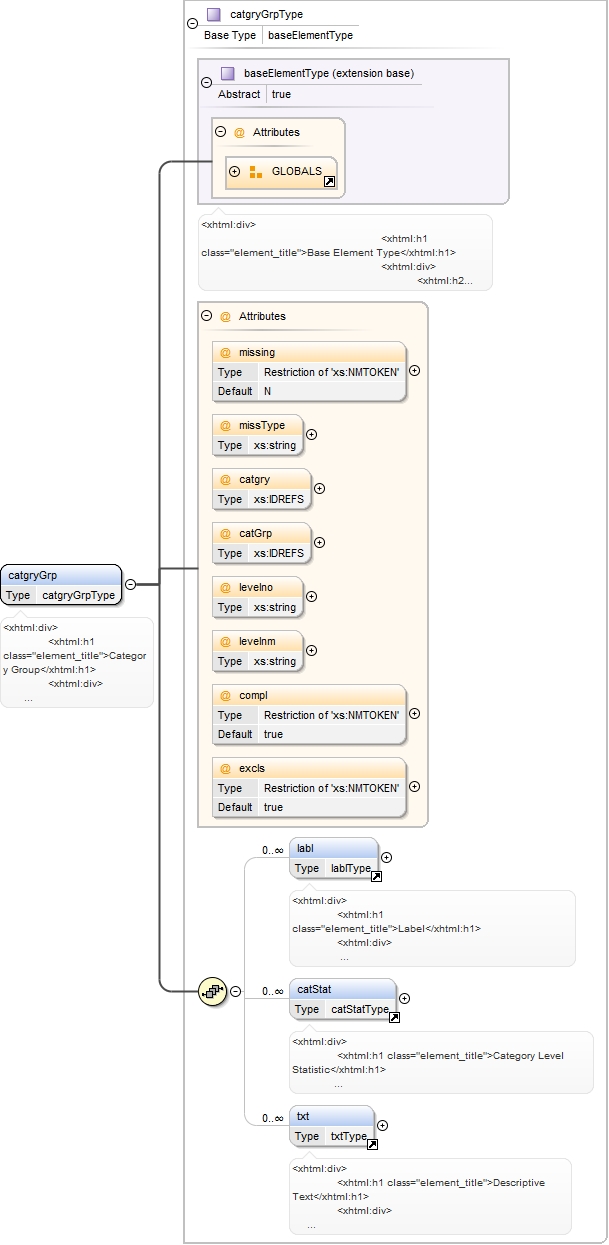 catgryGrpType
Base Type baseElementType
baseElementType (extension base)
Abstract true
@ Attributes
GLOBALS
<xhtml:div>
<xhtml:h1
class="element_title">Base Element Type</xhtml:h1>
<xhtml:div>
<xhtml:h2...
@ Attributes
@ missing
Type Restriction of 'xs:NMTOKEN'
Default N
@ missType
Type xs:string
@ catgry
Type xs:IDREFS
@ catGrp
Type xs:IDREFS
@ levelno
Type xs:string
@ levelnm
Type xs:string
@ compl
Type Restriction of 'xs:NMTOKEN'
Default true
@ excls
Type Restriction of 'xs:NMTOKEN'
Default true
catgryGrp
Type catgryGrpType
<xhtml:div>
<xhtml:h1
class="element_title">Categor
y Group</xhtml:h1>
<xhtml:div>
...
0..∞ labl
Type lablType
<xhtml:div>
<xhtml:h1
class="element_title">Label</xhtml:h1>
<xhtml:div>
...
0..∞ catStat
Type catStatType
<xhtml:div>
<xhtml:h1 class="element_title">Category Level
Statistic</xhtml:h1>
...
0..∞ txt
Type txtType
<xhtml:div>
<xhtml:h1 class="element_title">Descriptive
Text</xhtml:h1>
<xhtml:div>
...